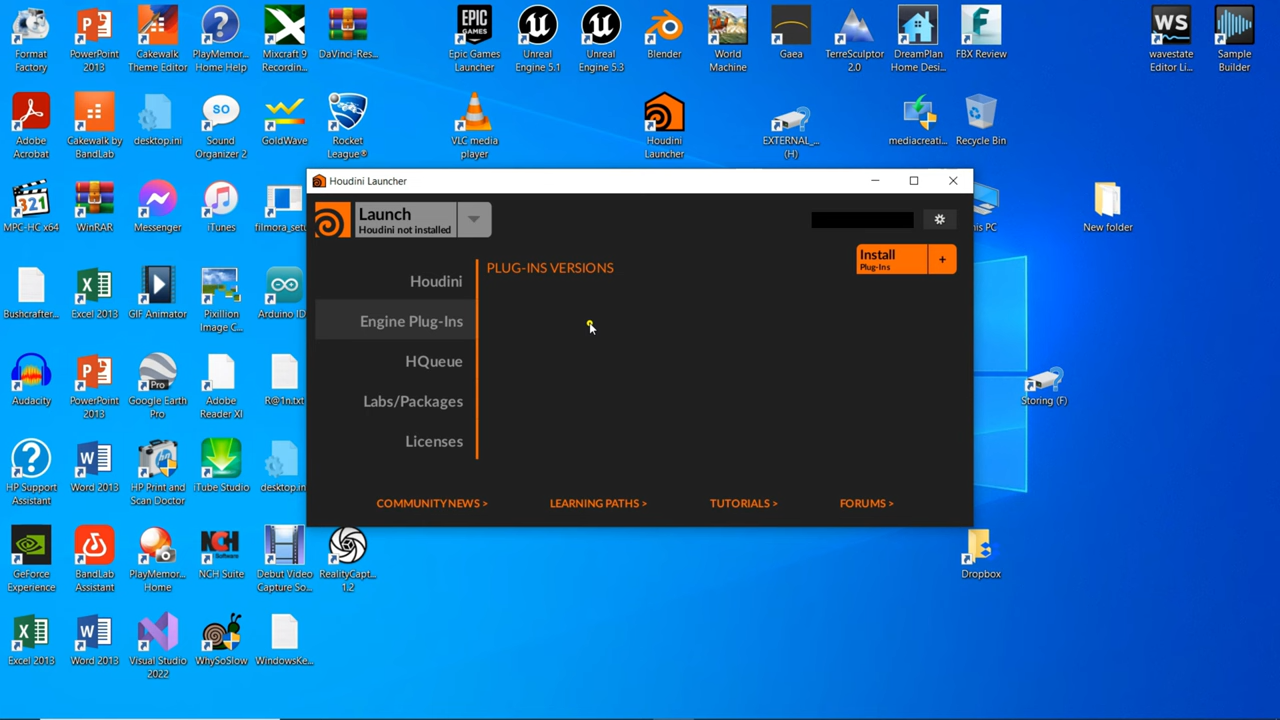 Format
Factory
PowerPoint
2013
Cakewalk
Theme Editor
PlayMemor...
Home Help
Mixcraft 9
Recordin...
DaVinci-Res...
EPIC
GAMES
Epic Games
Launcher
Unreal
Engine 5.1
Unreal
Engine 5.3
Blender
World
Machine
Gaea
TerreSculptor
2.0
DreamPlan
Home Desi...
FBX Review
WS
wavestate
Editor Li...
Sample
Builder
Adobe
Acrobat
Cakewalk by
BandLab
desktop.ini
SO
Sound
Organizer 2
GoldWave
Rocket
League®
VLC media
player
Houdini
Launcher
EXTERNAL_...
(H)
mediacreati...
Recycle Bin
321
MPC-HC x64
WinRAR
Messenger
iTunes
filmora_setu
his PC
New folder
Houdini Launcher
Launch
Houdini not installed
Install
Plug-Ins
+
PLUG-INS VERSIONS
Houdini
Engine Plug-Ins
HQueue
Labs/Packages
Licenses
COMMUNITY NEWS >
LEARNING PATHS >
TUTORIALS >
FORUMS >
Bushcrafter...
Excel 2013
GIF Animator
Pixillion
Image C...
Arduino ID
Audacity
PowerPoint
2013
Pro
Google Earth
Pro
Adobe
Reader XI
R@1n.txt
Storing (F)
HP Support
Assistant
Word 2013
HP Print and
Scan Doctor
iTube Studio
desktop.in
GeForce
Experience
BandLab
Assistant
PlayMemor...
Home
NCH
Software
NCH Suite
Debut Video
Capture So...
RealityCapt...
1.2
Dropbox
Excel 2013
Word 2013
Visual Studio
2022
WhySoSlow
WindowsKe...